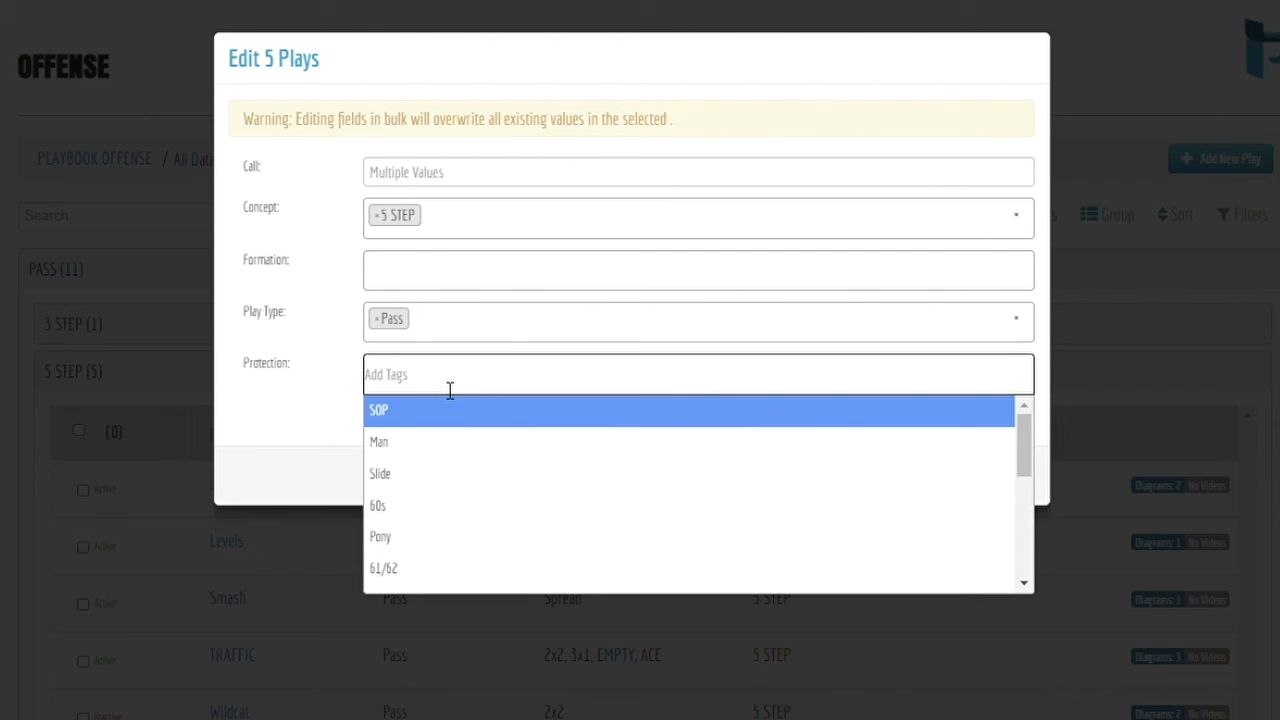 Edit 5 Plays
OFFENSE
Warning: Editing fields in bulk will overwrite all existing values in the selected .
PLAYBOOK OFFENSE / All Data
+ Add New Play
Call:
Multiple Values
Concept:
×5 STEP ×
Search...
Group Sort Filters
Formation:
PASS (11)
Play Type:
×Pass ×
3 STEP (1)
Protection:
Add Tags
5 STEP (5)
SOP
(0)
Man
Slide
Active
Diagrams: 2 No Videos
60s
Pony
Active Levels
Diagrams: 1 No Videos
61/62
Active Smash Pass Spread 5 STEP
Diagrams: 1 No Videos
Active TRAFFIC Pass 2x2, 3x1, EMPTY, ACE 5 STEP
Diagrams: 3 No Videos
Inactive Wildcat Pass 2x2 5 STEP
Diagrams: 2 No Videos